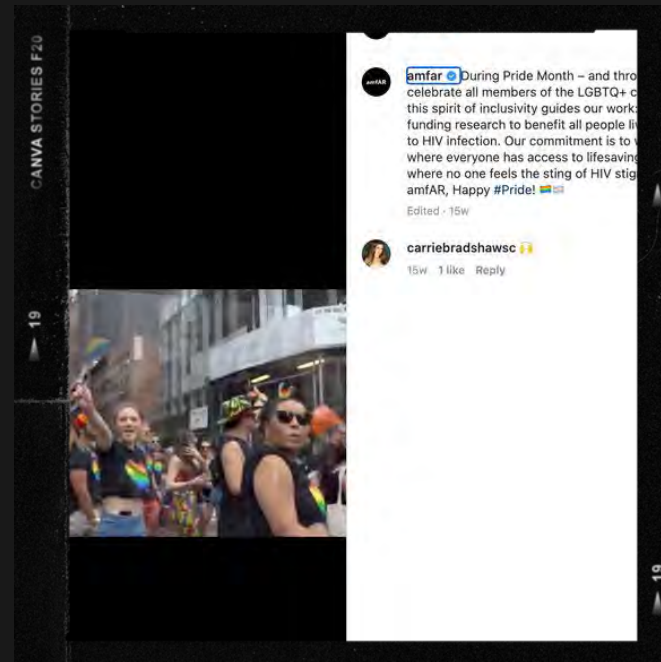 CANVA STORIES F20
19
amfAR
amfar During Pride Month – and thro
celebrate all members of the LGBTQ+ c
this spirit of inclusivity guides our work:
funding research to benefit all people li
to HIV infection. Our commitment is to
where everyone has access to lifesaving
where no one feels the sting of HIV stig
amfAR, Happy #Pride! 🏳️‍🌈
Edited · 15w
carriebradshawsc 🙌
15w 1 like Reply
19